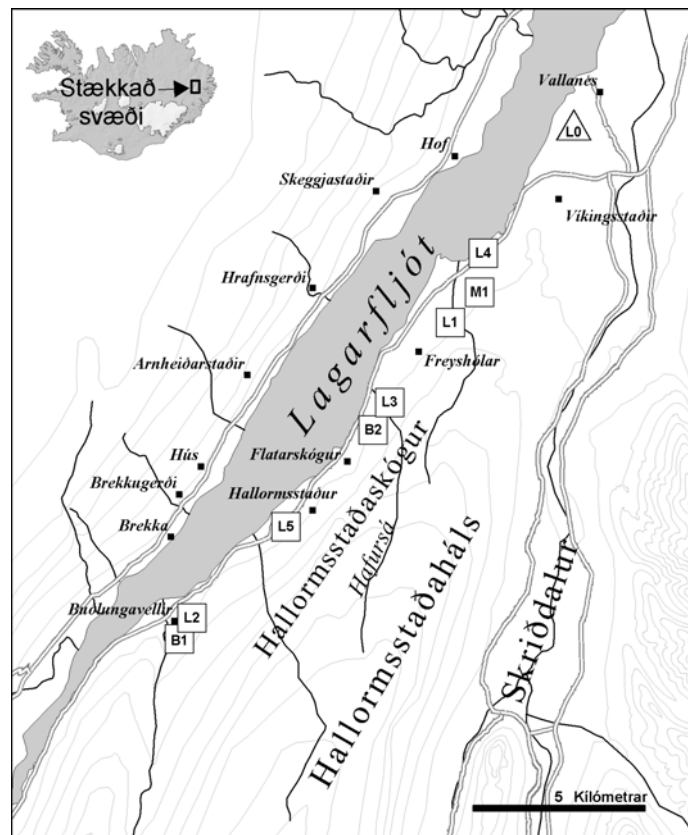 Stækkað
svæði
Vallanes
L0
Hof
Skeggjastaðir
Víkingsstaðir
L4
Hrafnsgerði
M1
L1
Lagarfljót
Freyshólar
Arnheiðarstaðir
L3
B2
Hús
Flatarskógur
Brekkugerði
Hallormsstaður
L5
Brekka
Hallormsstaðaskógur
Hafursá
Hallormsstaðaháls
Skriðdalur
Buðlungavellir
L2
B1
5 Kílómetrar